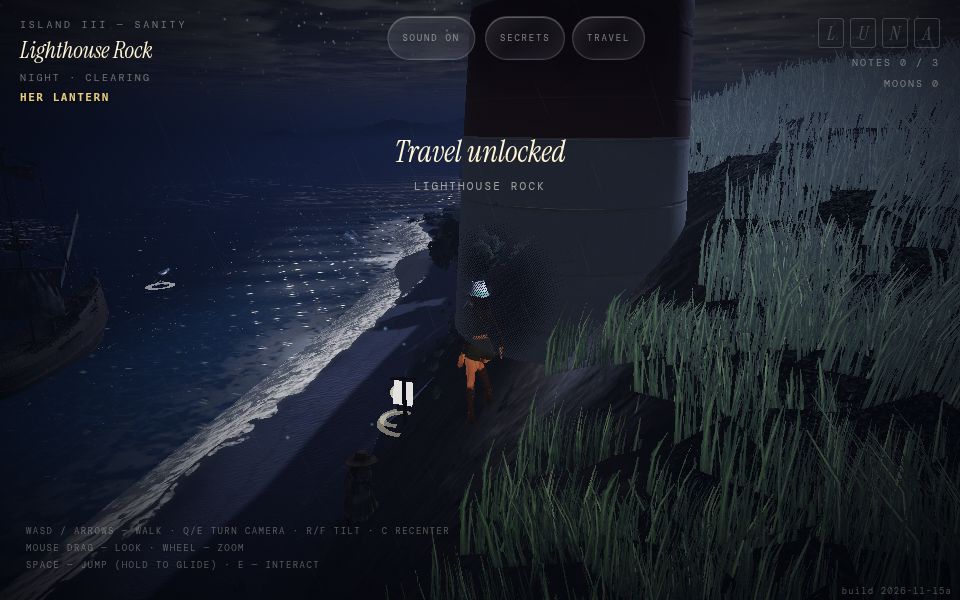 ISLAND III — SANITY
Lighthouse Rock
NIGHT · CLEARING
HER LANTERN
SOUND ON
SECRETS
TRAVEL
L U N A
NOTES 0 / 3
MOONS 0
Travel unlocked
LIGHTHOUSE ROCK
WASD / ARROWS — WALK · Q/E TURN CAMERA · R/F TILT · C RECENTER
MOUSE DRAG — LOOK · WHEEL — ZOOM
SPACE — JUMP (HOLD TO GLIDE) · E — INTERACT
build 2026-11-15a